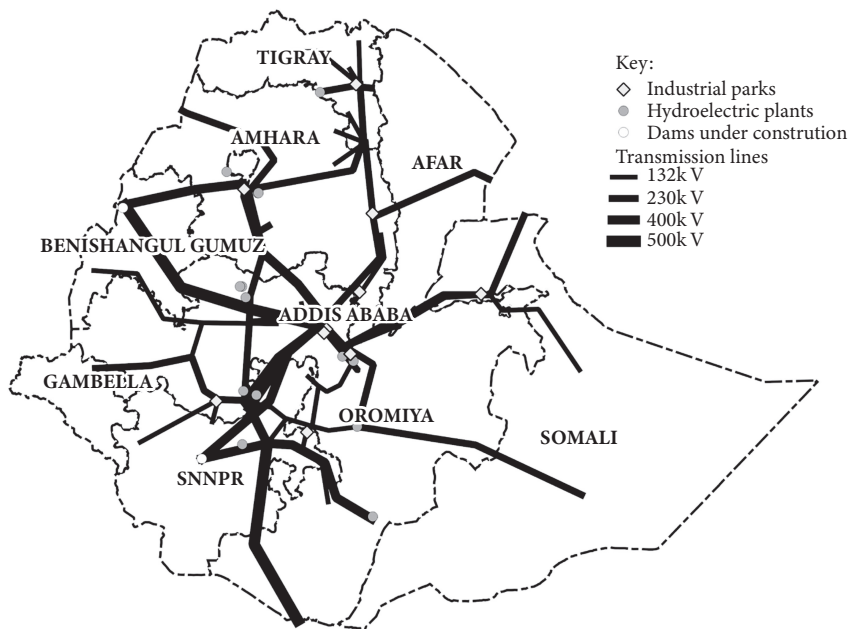 TIGRAY
Key:
Industrial parks
Hydroelectric plants
Dams under constrution
Transmission lines
132k V
230k V
400k V
500k V
AMHARA
AFAR
BENISHANGUL GUMUZ
ADDIS ABABA
GAMBELLA
OROMIYA
SOMALI
SNNPR